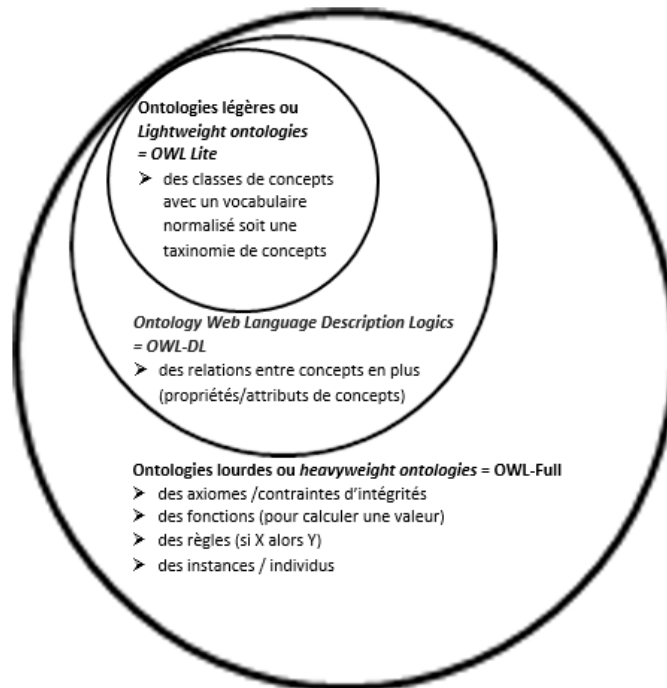 Ontologies légères ou
Lightweight ontologies
= OWL Lite
➤ des classes de concepts
avec un vocabulaire
normalisé soit une
taxinomie de concepts
Ontology Web Language Description Logics
= OWL-DL
➤ des relations entre concepts en plus
(propriétés/attributs de concepts)
Ontologies lourdes ou heavyweight ontologies = OWL-Full
➤ des axiomes /contraintes d'intégrités
➤ des fonctions (pour calculer une valeur)
➤ des règles (si X alors Y)
➤ des instances / individus